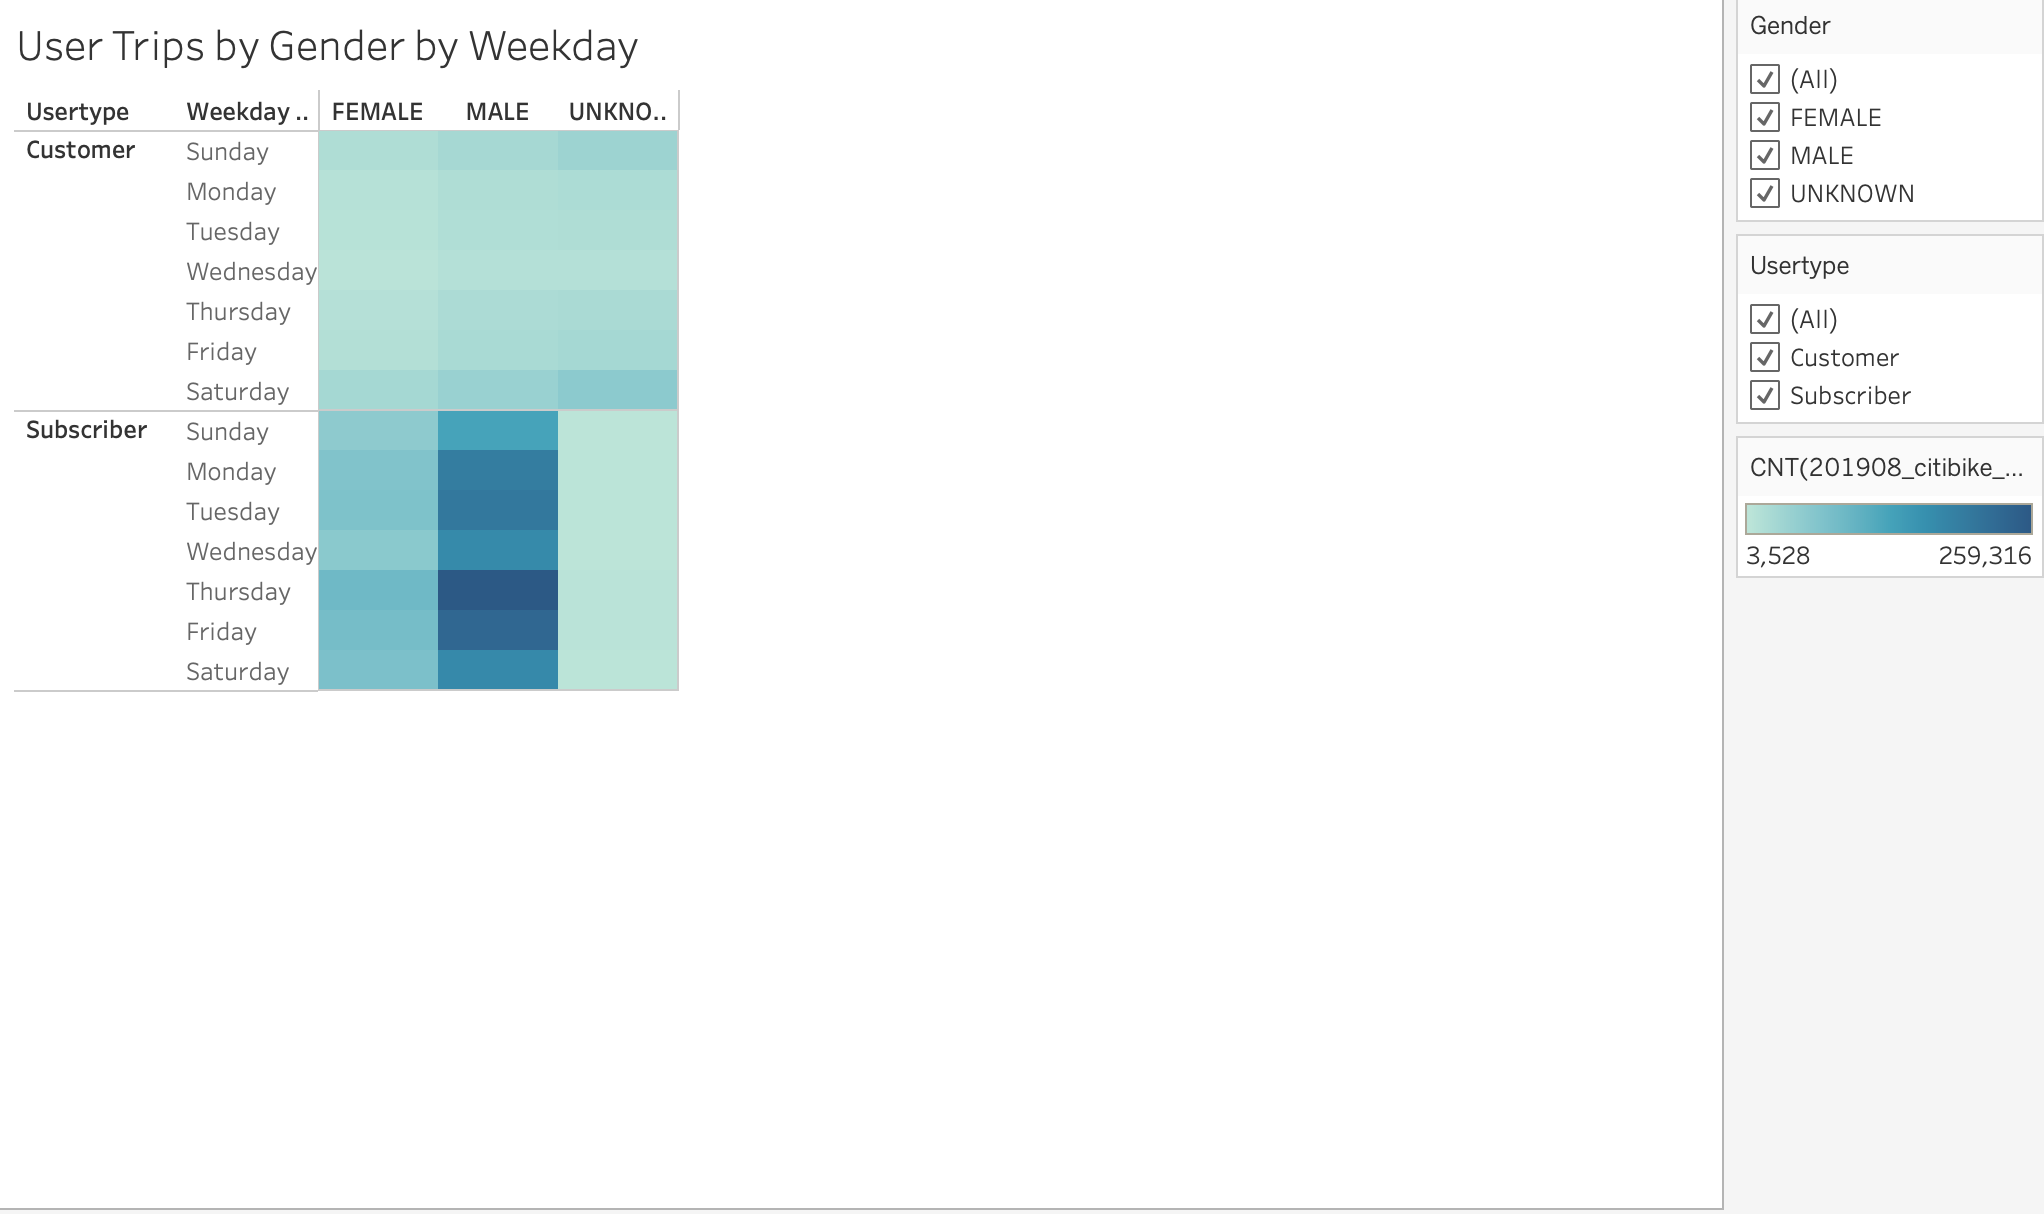 User Trips by Gender by Weekday
Usertype Weekday .. FEMALE MALE UNKNO..
Customer Sunday
Monday
Tuesday
Wednesday
Thursday
Friday
Saturday
Subscriber Sunday
Monday
Tuesday
Wednesday
Thursday
Friday
Saturday
Gender
(All)
FEMALE
MALE
UNKNOWN
Usertype
(All)
Customer
Subscriber
CNT(201908_citibike_...
3,528 259,316